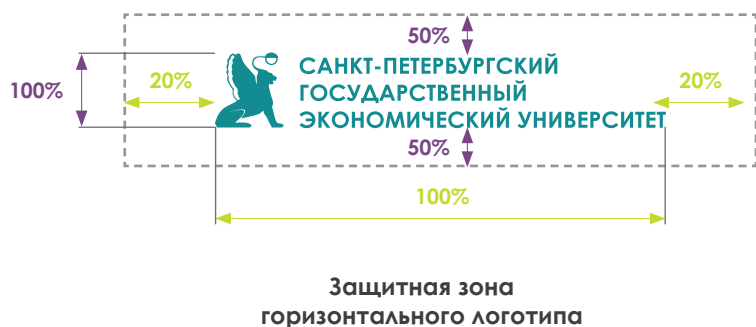 50%
САНКТ-ПЕТЕРБУРГСКИЙ
100%
20%
ГОСУДАРСТВЕННЫЙ
20%
ЭКОНОМИЧЕСКИЙ УНИВЕРСИТЕТ
50%
100%
Защитная зона
горизонтального логотипа